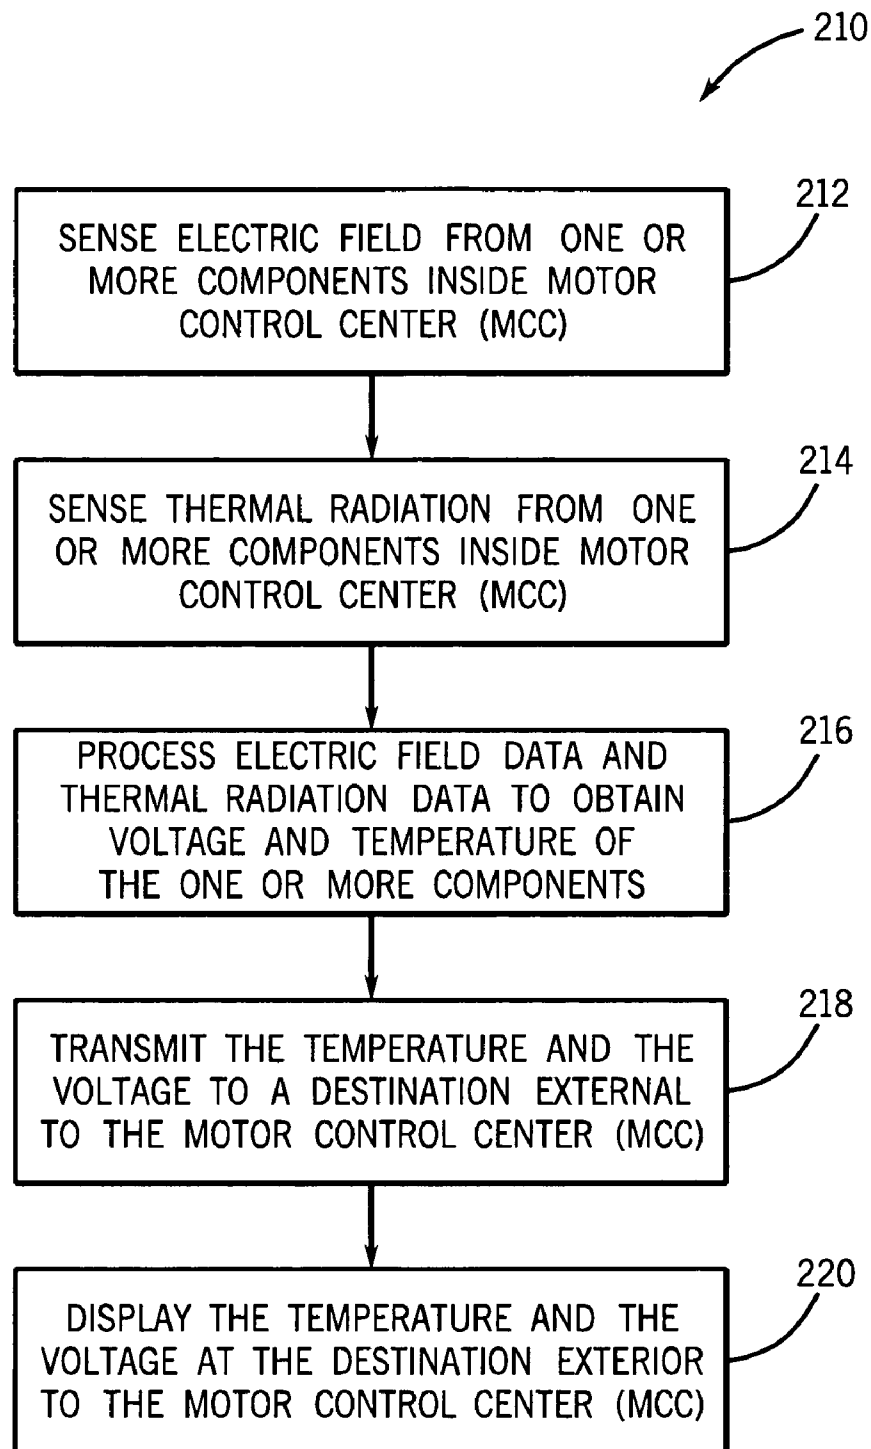 210
212
SENSE ELECTRIC FIELD FROM ONE OR
MORE COMPONENTS INSIDE MOTOR
CONTROL CENTER (MCC)
214
SENSE THERMAL RADIATION FROM ONE
OR MORE COMPONENTS INSIDE MOTOR
CONTROL CENTER (MCC)
216
PROCESS ELECTRIC FIELD DATA AND
THERMAL RADIATION DATA TO OBTAIN
VOLTAGE AND TEMPERATURE OF
THE ONE OR MORE COMPONENTS
218
TRANSMIT THE TEMPERATURE AND THE
VOLTAGE TO A DESTINATION EXTERNAL
TO THE MOTOR CONTROL CENTER (MCC)
220
DISPLAY THE TEMPERATURE AND THE
VOLTAGE AT THE DESTINATION EXTERIOR
TO THE MOTOR CONTROL CENTER (MCC)